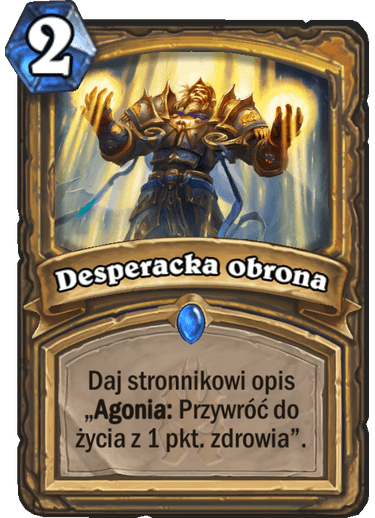 2
Desperacka obrona
Daj stronnikowi opis
„Agonia: Przywróć do
życia z 1 pkt. zdrowia”.